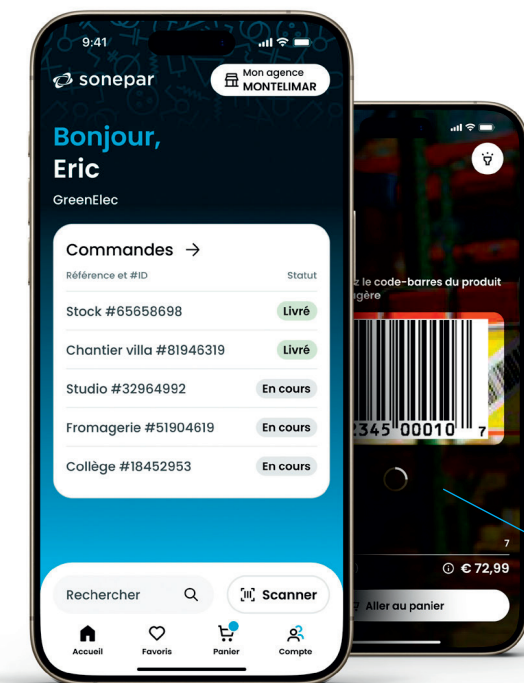 9:41
sonepar
Mon agence
MONTELIMAR
Bonjour,
Eric
GreenElec
Commandes →
Référence et #ID Statut
Stock #65658698 Livré
Chantier villa #81946319 Livré
Studio #32964992 En cours
Fromagerie #51904619 En cours
Collège #18452953 En cours
Rechercher
Scanner
Accueil Favoris Panier Compte
le code-barres du produit
2345 00010 7
7
€ 72,99
Aller au panier